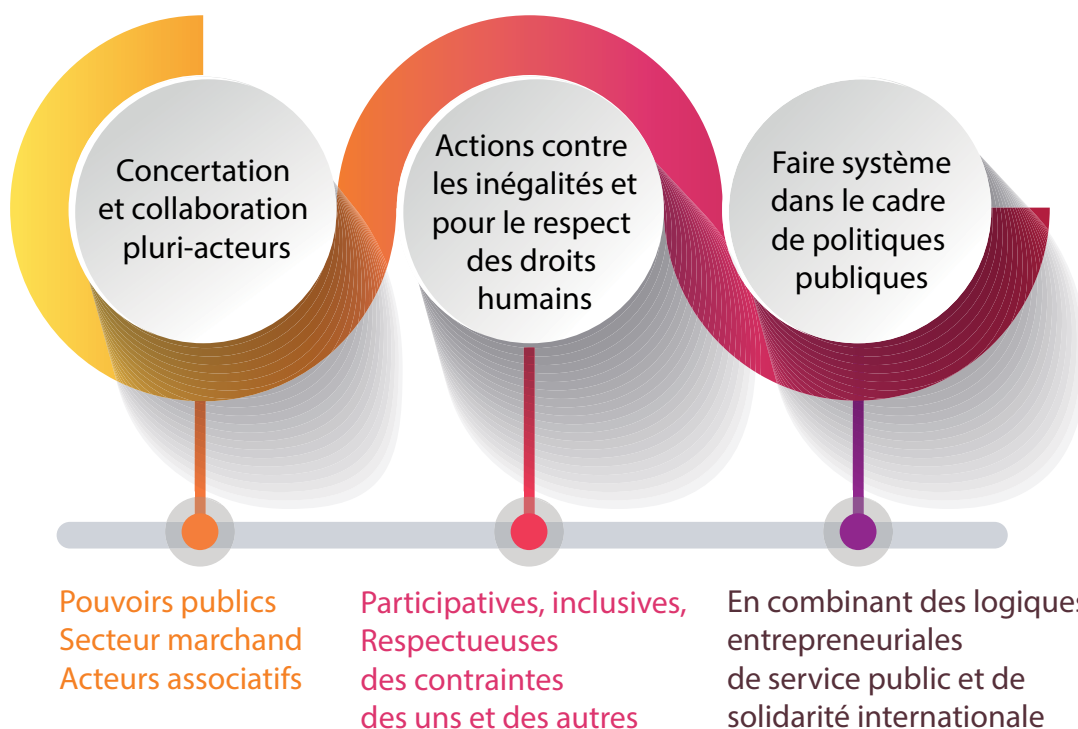 Concertation
et collaboration
pluri-acteurs
Actions contre
les inégalités et
pour le respect
des droits
humains
Faire système
dans le cadre
de politiques
publiques
Pouvoirs publics
Secteur marchand
Acteurs associatifs
Participatives, inclusives,
Respectueuses
des contraintes
des uns et des autres
En combinant des logiques
entrepreneuriales
de service public et de
solidarité internationale